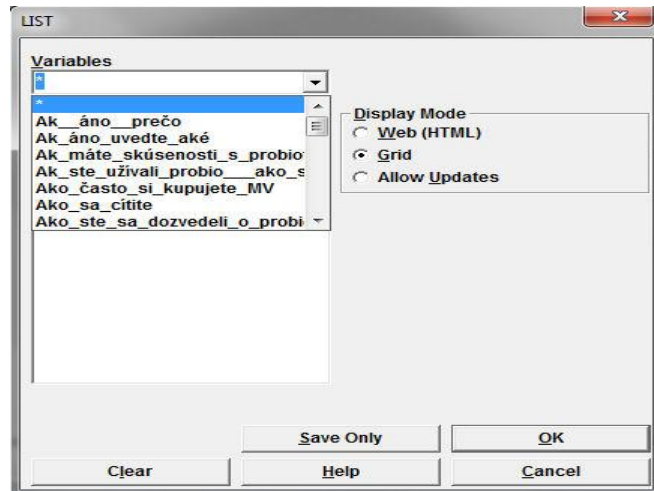 LIST
Variables
*
*
Ak__áno__prečo
Ak_áno_uvedte_aké
Ak_máte_skúsenosti_s_probio
Ak_ste_užívali_probio___ako_s
Ako_často_si_kupujete_MV
Ako_sa_cítite
Ako_ste_sa_dozvedeli_o_probi
Display Mode
Web (HTML)
Grid
Allow Updates
Save Only
OK
Clear
Help
Cancel